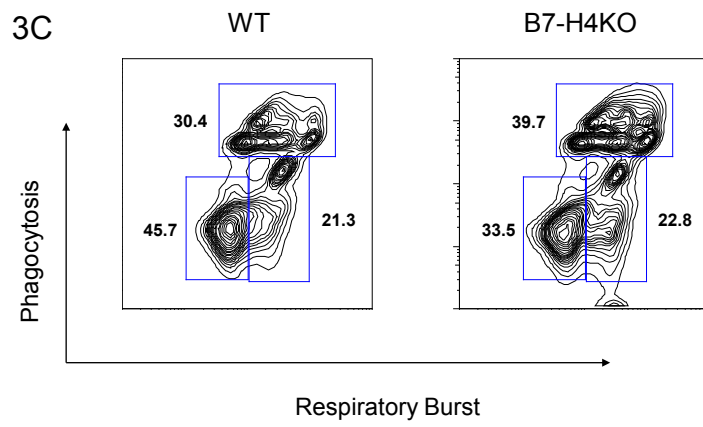 3C
WT
B7-H4KO
30.4
39.7
45.7
21.3
33.5
22.8
Phagocytosis
Respiratory Burst